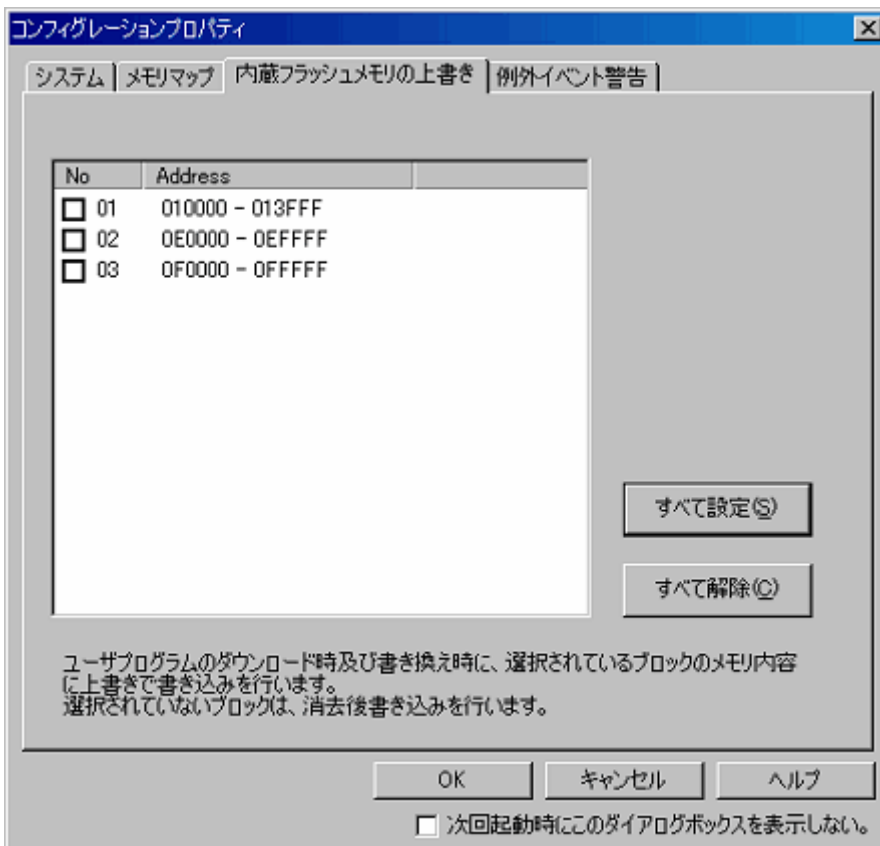 コンフィグレーションプロパティ
システム メモリマップ 内蔵フラッシュメモリの上書き 例外イベント警告
No Address
01 010000 - 013FFF
02 0E0000 - 0EFFFF
03 0F0000 - 0FFFFF
すべて設定(S)
すべて解除(C)
ユーザプログラムのダウンロード時及び書き換え時に、選択されているブロックのメモリ内容
に上書きで書き込みを行います。
選択されていないブロックは、消去後書き込みを行います。
OK キャンセル ヘルプ
次回起動時にこのダイアログボックスを表示しない。